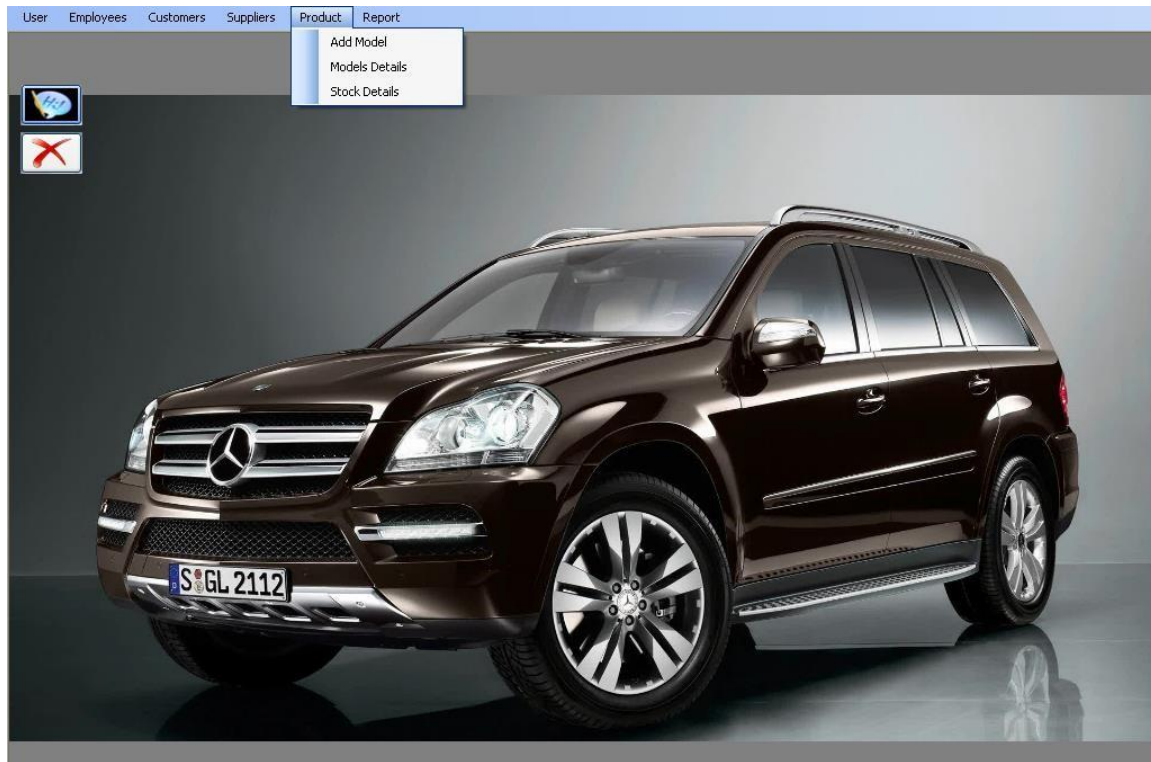 User Employees Customers Suppliers Product Report
Add Model
Models Details
Stock Details
S GL 2112